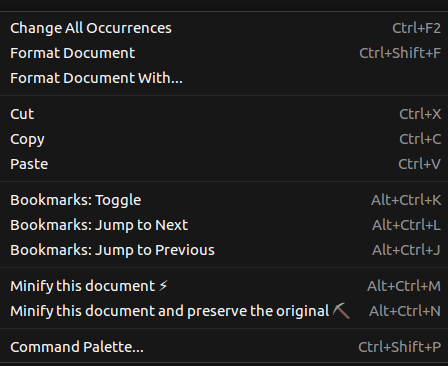 Change All Occurrences Ctrl+F2
Format Document Ctrl+Shift+F
Format Document With...
Cut Ctrl+X
Copy Ctrl+C
Paste Ctrl+V
Bookmarks: Toggle Alt+Ctrl+K
Bookmarks: Jump to Next Alt+Ctrl+L
Bookmarks: Jump to Previous Alt+Ctrl+J
Minify this document ⚡ Alt+Ctrl+M
Minify this document and preserve the original ⛏ Alt+Ctrl+N
Command Palette... Ctrl+Shift+P